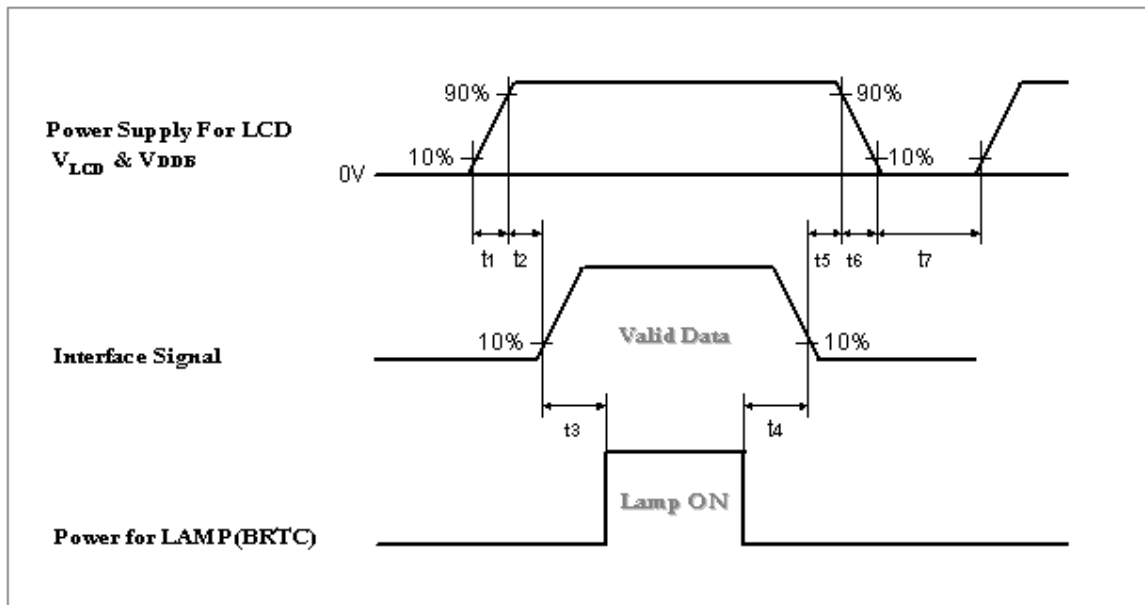 90%
90%
Power Supply For LCD
VLCD & VDDB
10%
10%
0V
t1
t2
t5
t6
t7
Interface Signal
10%
Valid Data
10%
t3
t4
Lamp ON
Power for LAMP(BRTC)